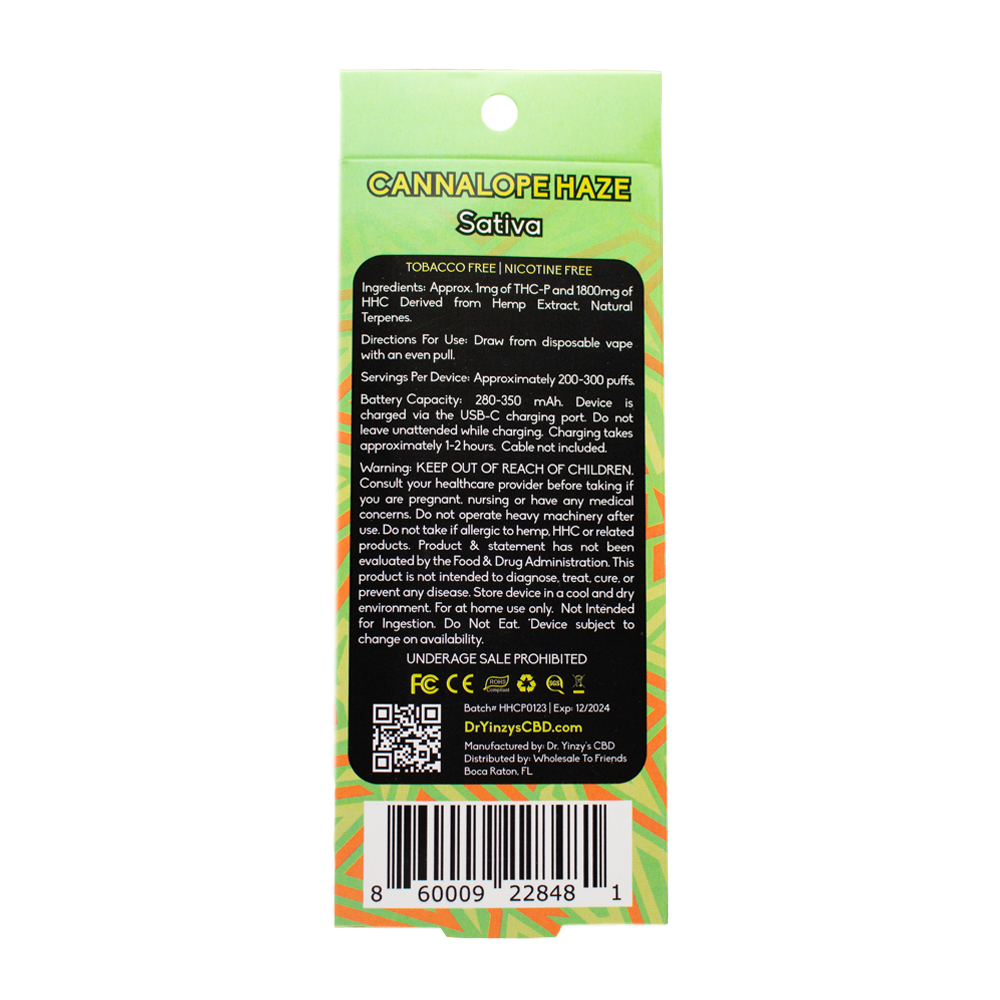 CANNALOPE HAZE
Sativa
TOBACCO FREE | NICOTINE FREE
Ingredients: Approx. 1mg of THC-P and 1800mg of
HHC Derived from Hemp Extract, Natural
Terpenes.
Directions For Use: Draw from disposable vape
with an even pull.
Servings Per Device: Approximately 200-300 puffs.
Battery Capacity: 280-350 mAh. Device is
charged via the USB-C charging port. Do not
leave unattended while charging. Charging takes
approximately 1-2 hours. Cable not included.
Warning: KEEP OUT OF REACH OF CHILDREN.
Consult your healthcare provider before taking if
you are pregnant, nursing or have any medical
concerns. Do not operate heavy machinery after
use. Do not take if allergic to hemp, HHC or related
products. Product & statement has not been
evaluated by the Food & Drug Administration. This
product is not intended to diagnose, treat, cure, or
prevent any disease. Store device in a cool and dry
environment. For at home use only. Not Intended
for Ingestion. Do Not Eat. *Device subject to
change on availability.
UNDERAGE SALE PROHIBITED
FC CE ROHS Compliant SGS
Batch# HHCP0123 | Exp: 12/2024
DrYinzysCBD.com
Manufactured by: Dr. Yinzy's CBD
Distributed by: Wholesale To Friends
Boca Raton, FL
8 60009 22848 1